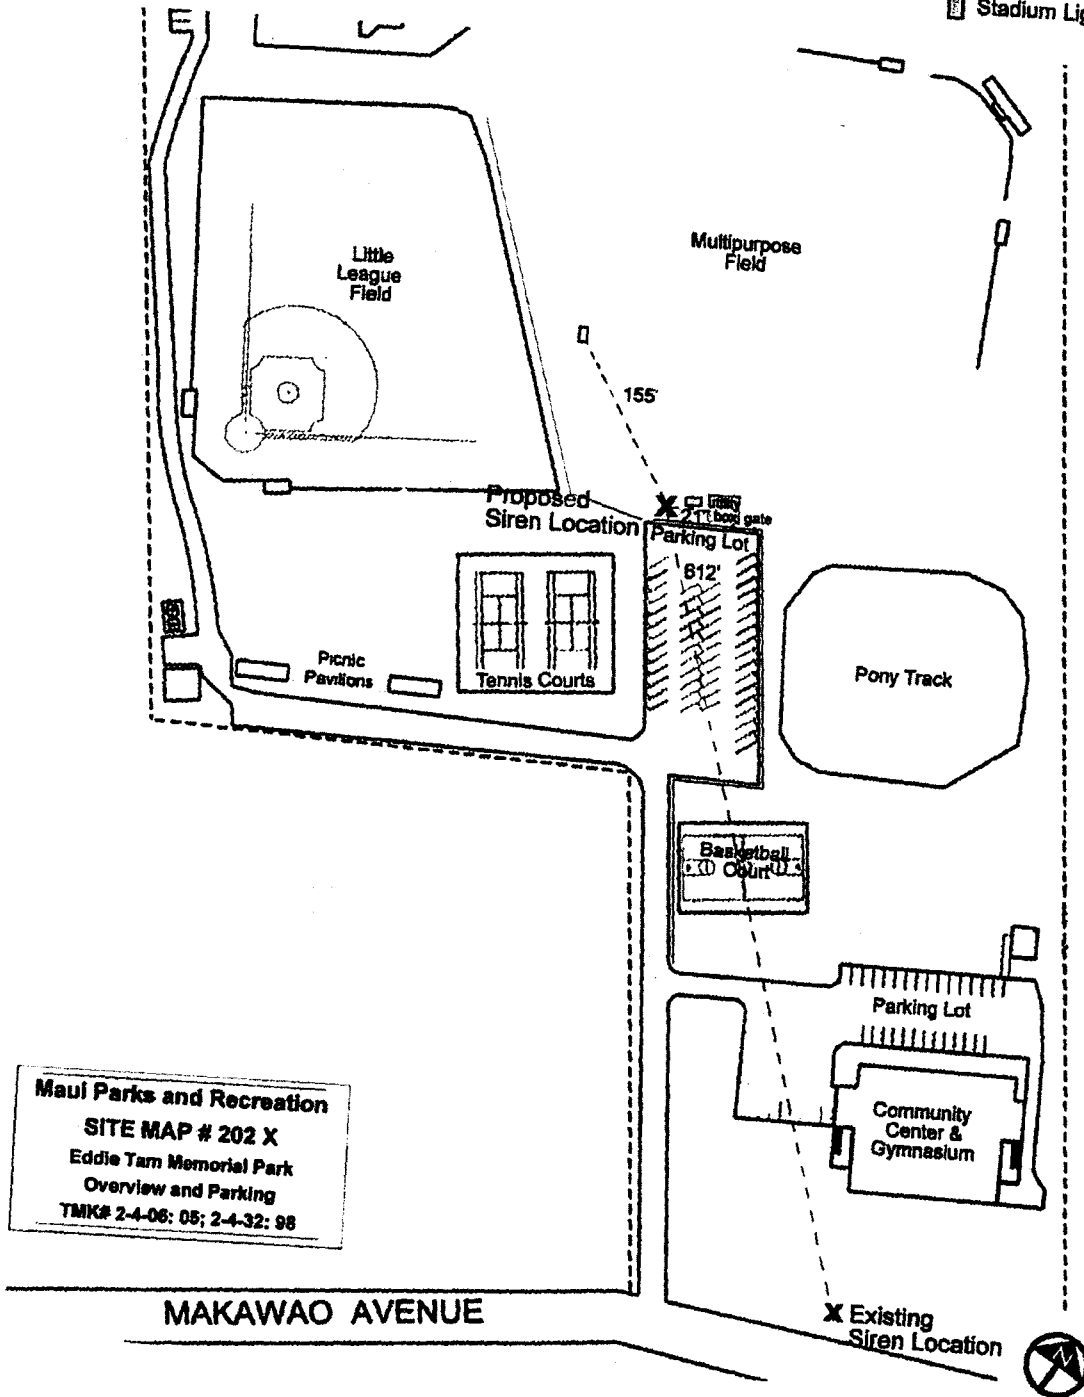 Stadium
Little
League
Field
Multipurpose
Field
155'
Proposed
Siren Location
21'
box gate
Parking Lot
612'
Picnic
Pavilions
Tennis Courts
Pony Track
Basketball
Court
Parking Lot
Community
Center &
Gymnasium
Maui Parks and Recreation
SITE MAP # 202 X
Eddie Tam Memorial Park
Overview and Parking
TMK# 2-4-06: 05; 2-4-32: 98
MAKAWAO AVENUE
X Existing
Siren Location
N